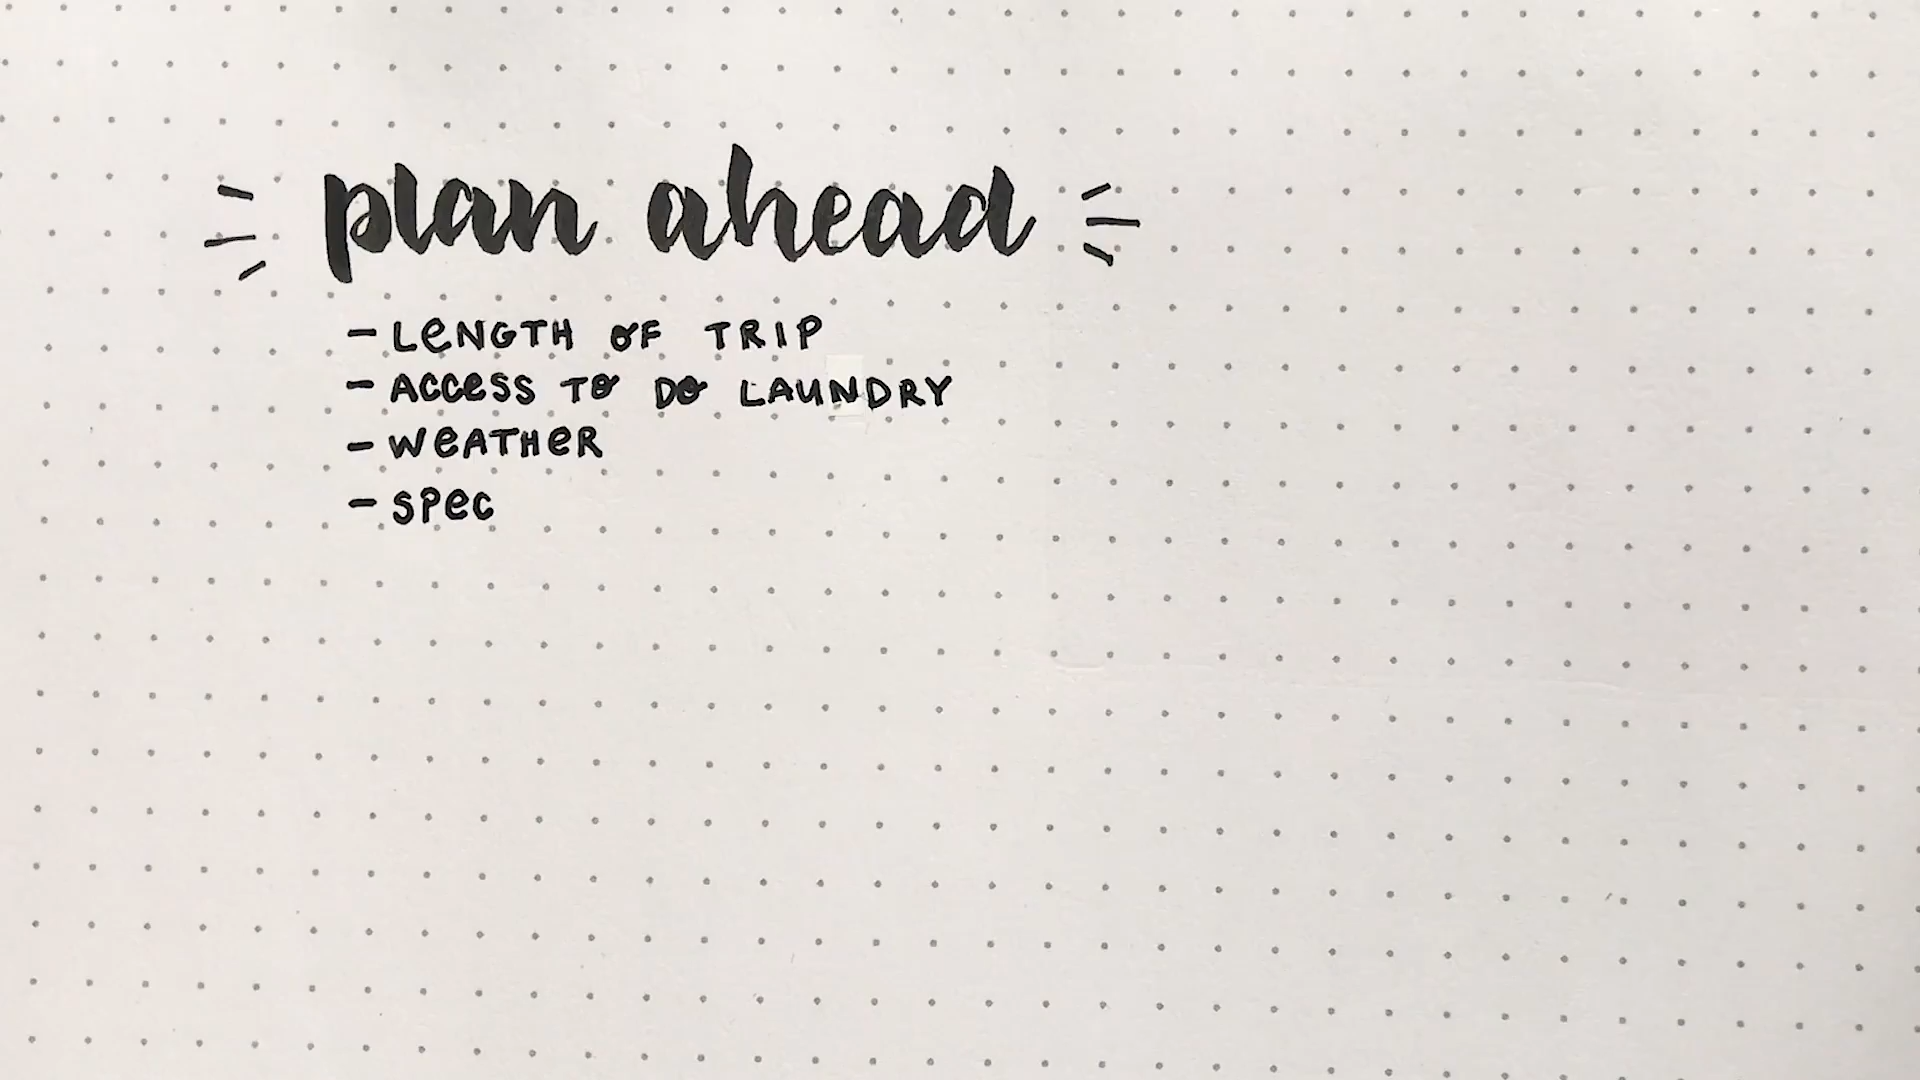 plan ahead
- LENGTH OF TRIP
- ACCESS TO DO LAUNDRY
- WEATHER
- SPEC